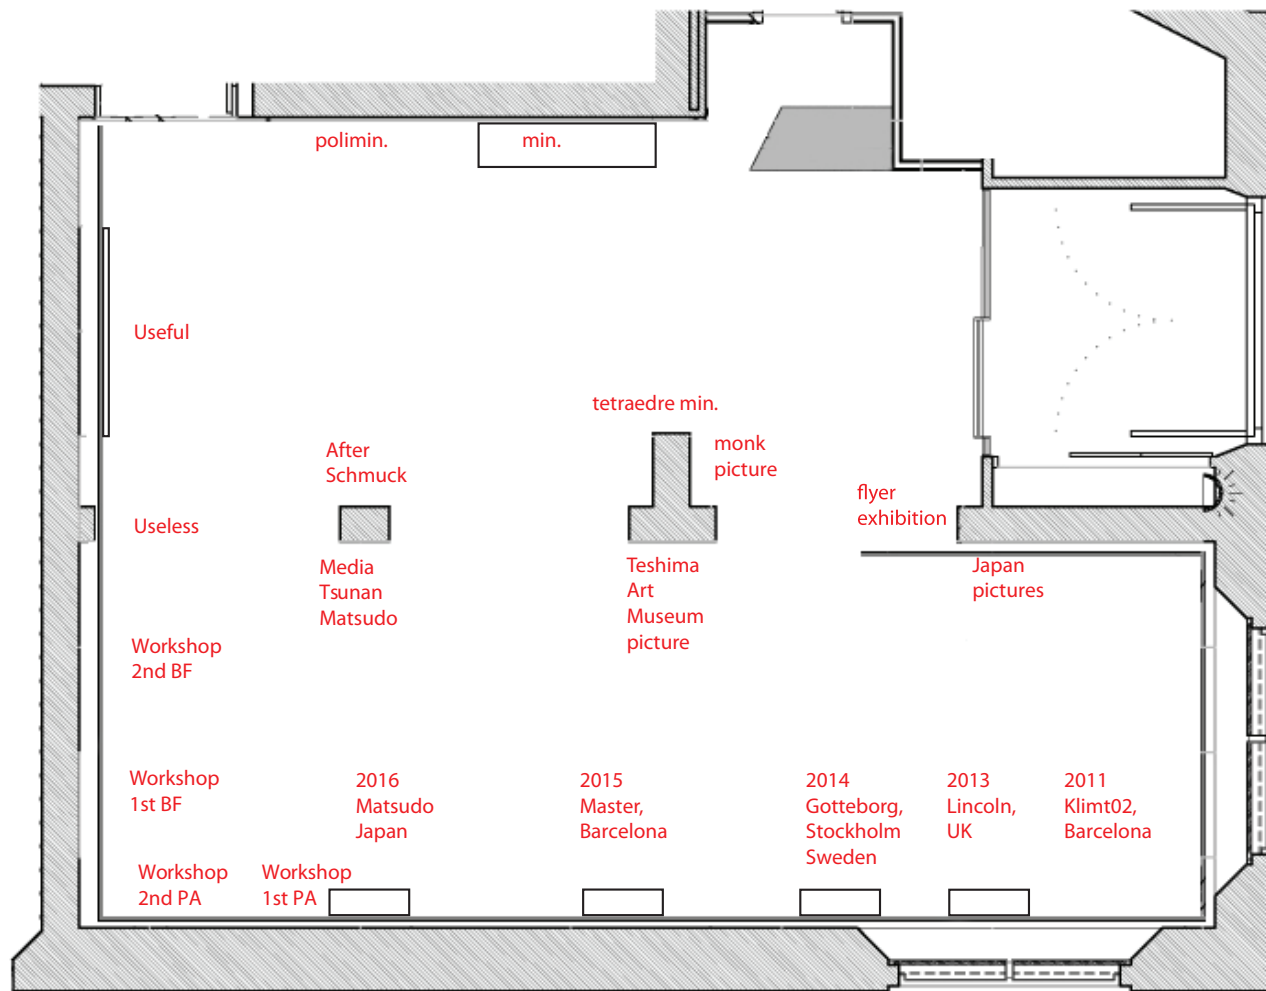 polimin.
min.
Useful
tetraedre min.
After
Schmuck
monk
picture
flyer
exhibition
Useless
Media
Tsunan
Matsudo
Teshima
Art
Museum
picture
Japan
pictures
Workshop
2nd BF
Workshop
1st BF
2016
Matsudo
Japan
2015
Master,
Barcelona
2014
Gotteborg,
Stockholm
Sweden
2013
Lincoln,
UK
2011
Klimt02,
Barcelona
Workshop
2nd PA
Workshop
1st PA